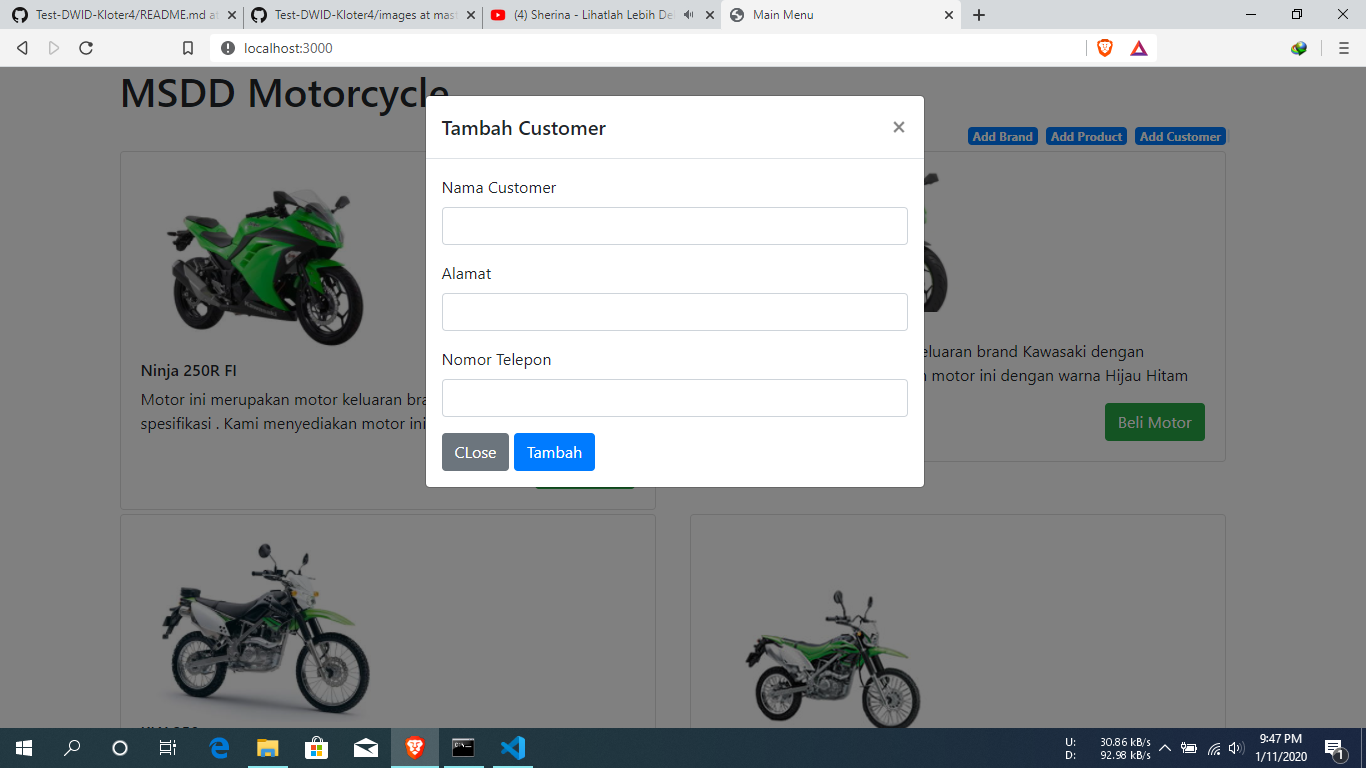 Test-DWID-Kloter4/README.md at
Test-DWID-Kloter4/images at mast
(4) Sherina - Lihatlah Lebih De
Main Menu
localhost:3000
MSDD Motorcycle
Add Brand Add Product Add Customer
Tambah Customer
Nama Customer
Alamat
Nomor Telepon
CLose Tambah
Ninja 250R FI
Motor ini merupakan motor keluaran bra
spesifikasi . Kami menyediakan motor ini
eluaran brand Kawasaki dengan
motor ini dengan warna Hijau Hitam
Beli Motor
U: 30.86 kB/s
D: 92.98 kB/s
9:47 PM
1/11/2020
1